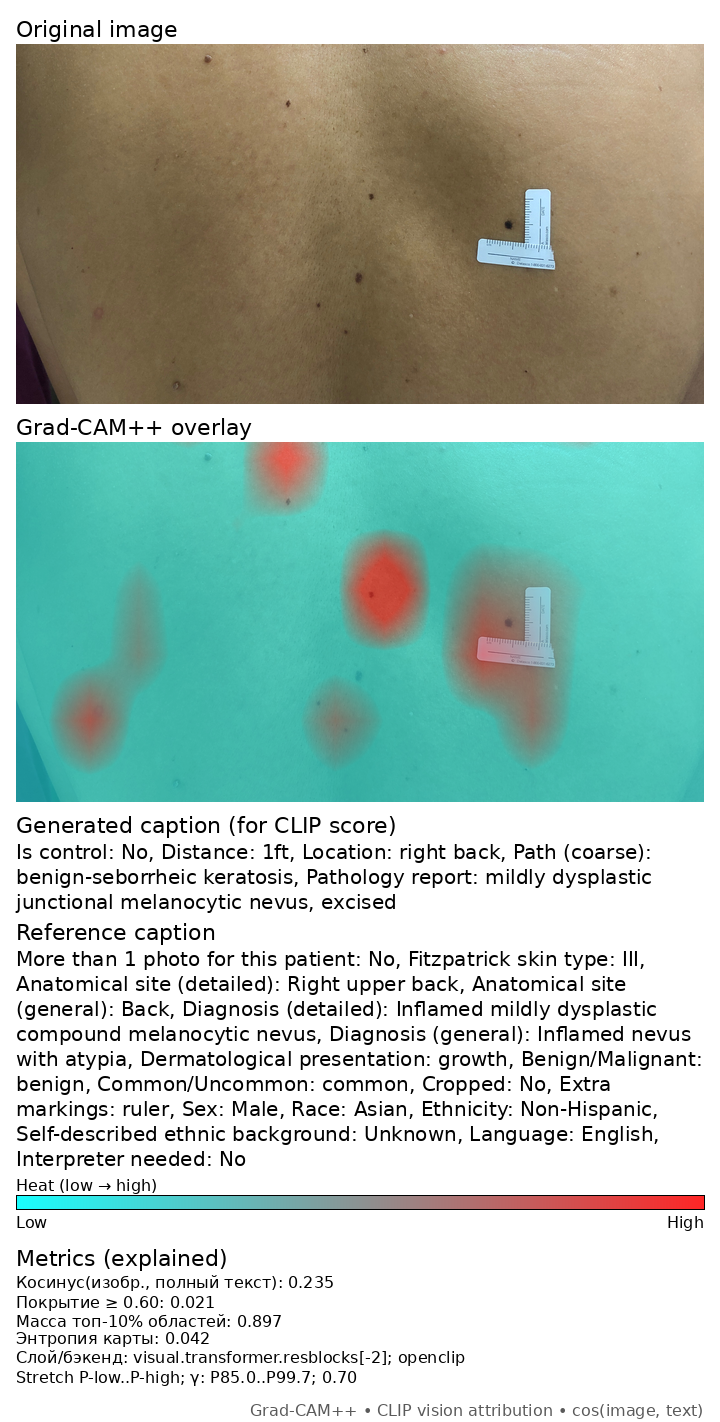 Original image
Grad-CAM++ overlay
Generated caption (for CLIP score)
Is control: No, Distance: 1ft, Location: right back, Path (coarse):
benign-seborrheic keratosis, Pathology report: mildly dysplastic
junctional melanocytic nevus, excised
Reference caption
More than 1 photo for this patient: No, Fitzpatrick skin type: III,
Anatomical site (detailed): Right upper back, Anatomical site
(general): Back, Diagnosis (detailed): Inflamed mildly dysplastic
compound melanocytic nevus, Diagnosis (general): Inflamed nevus
with atypia, Dermatological presentation: growth, Benign/Malignant:
benign, Common/Uncommon: common, Cropped: No, Extra
markings: ruler, Sex: Male, Race: Asian, Ethnicity: Non-Hispanic,
Self-described ethnic background: Unknown, Language: English,
Interpreter needed: No
Heat (low → high)
Low High
Metrics (explained)
Косинус(изобр., полный текст): 0.235
Покрытие ≥ 0.60: 0.021
Масса топ-10% областей: 0.897
Энтропия карты: 0.042
Слой/бэкенд: visual.transformer.resblocks[-2]; openclip
Stretch P-low..P-high; γ: P85.0..P99.7; 0.70
Grad-CAM++ • CLIP vision attribution • cos(image, text)